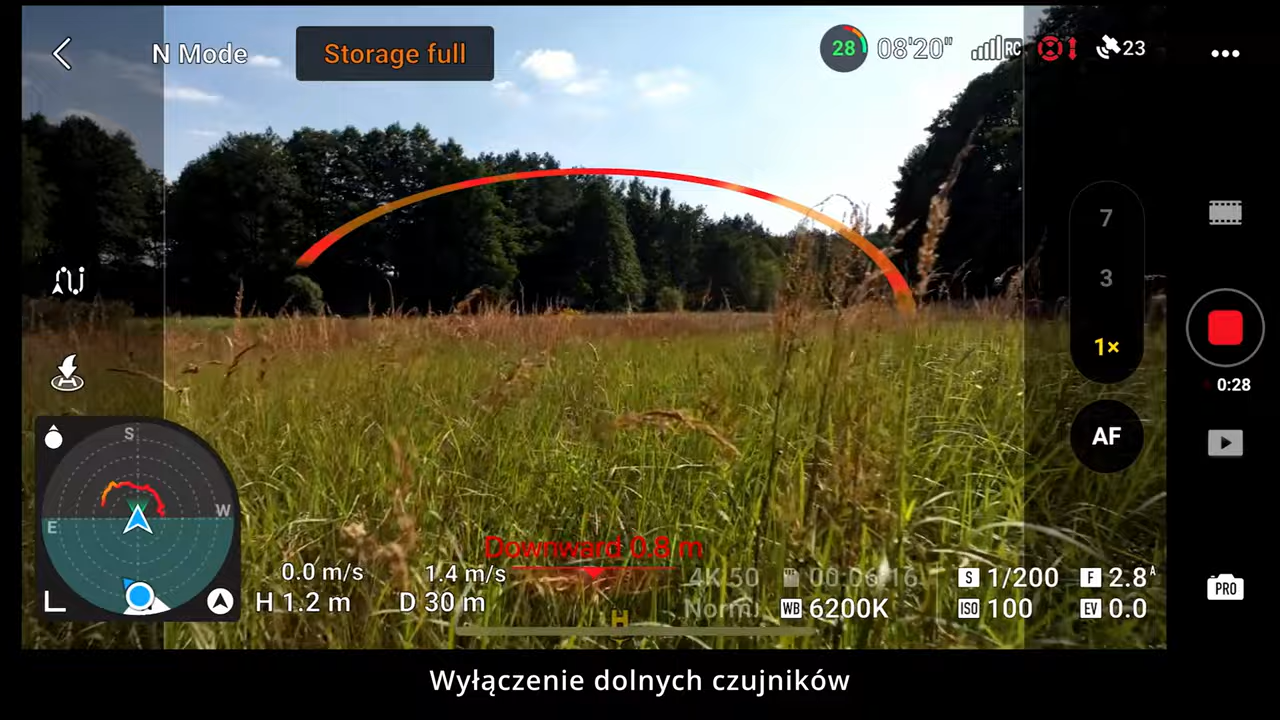 N Mode
Storage full
28
08'20"
RC
23
7
3
1×
0:28
AF
S
W
E
Downward 0.8 m
0.0 m/s
1.4 m/s
H 1.2 m
D 30 m
4K 50
00:06:16
S 1/200
F 2.8 A
WB 6200K
ISO 100
EV 0.0
H
PRO
Wyłączenie dolnych czujników